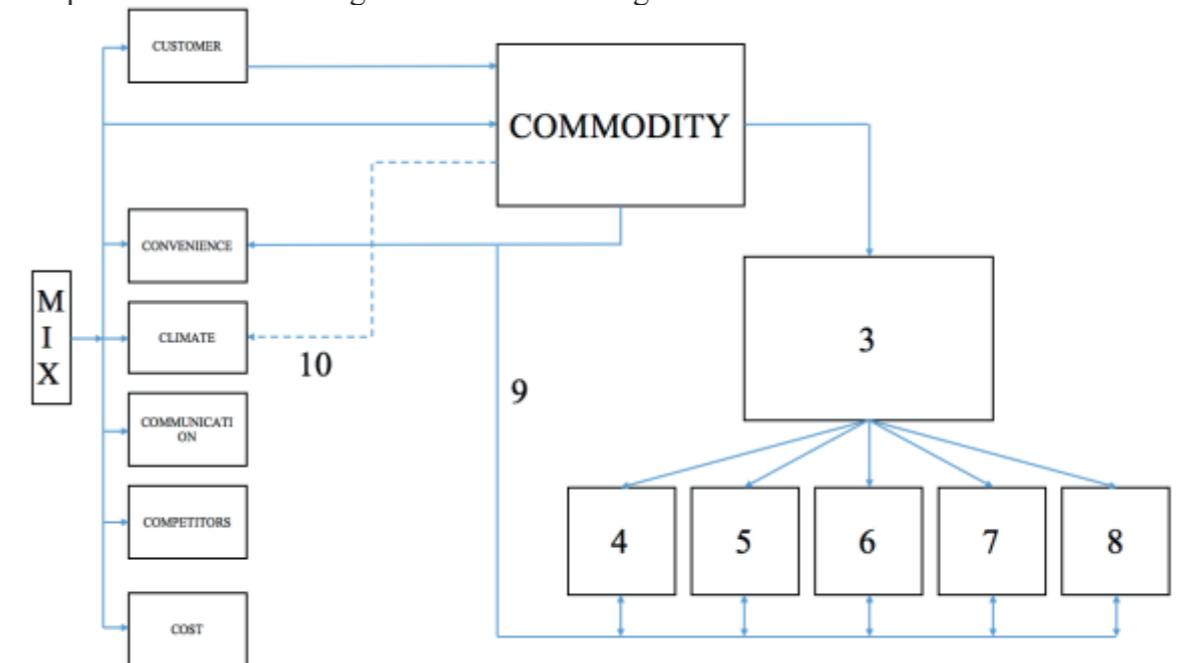 CUSTOMER
COMMODITY
CONVENIENCE
M
I
X
CLIMATE
10
3
9
COMMUNICATI
ON
COMPETITORS
4
5
6
7
8
COST